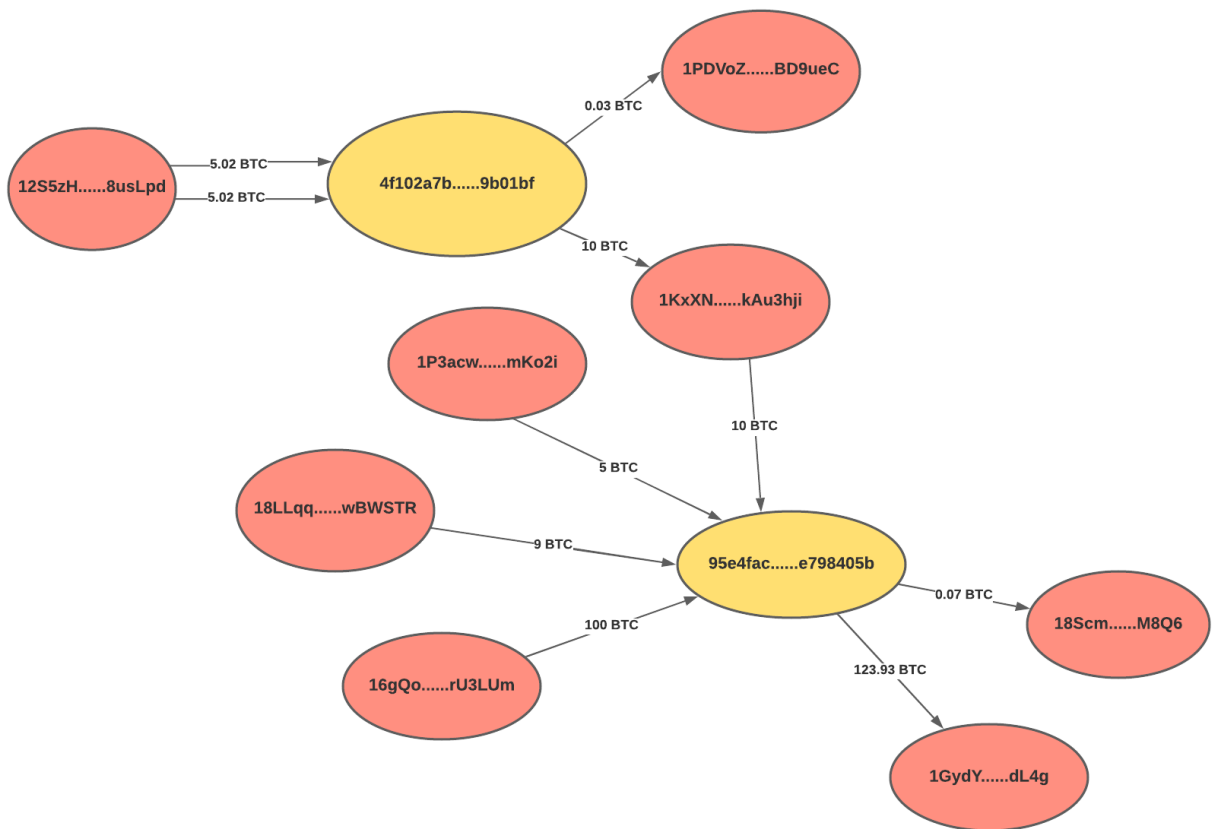 1PDVoZ......BD9ueC
0.03 BTC
5.02 BTC
12S5zH......8usLpd
4f102a7b......9b01bf
5.02 BTC
10 BTC
1KxXN......kAu3hji
1P3acw......mKo2i
10 BTC
5 BTC
18LLqq......wBWSTR
9 BTC
95e4fac......e798405b
0.07 BTC
100 BTC
18Scm......M8Q6
123.93 BTC
16gQo......rU3LUm
1GydY......dL4g